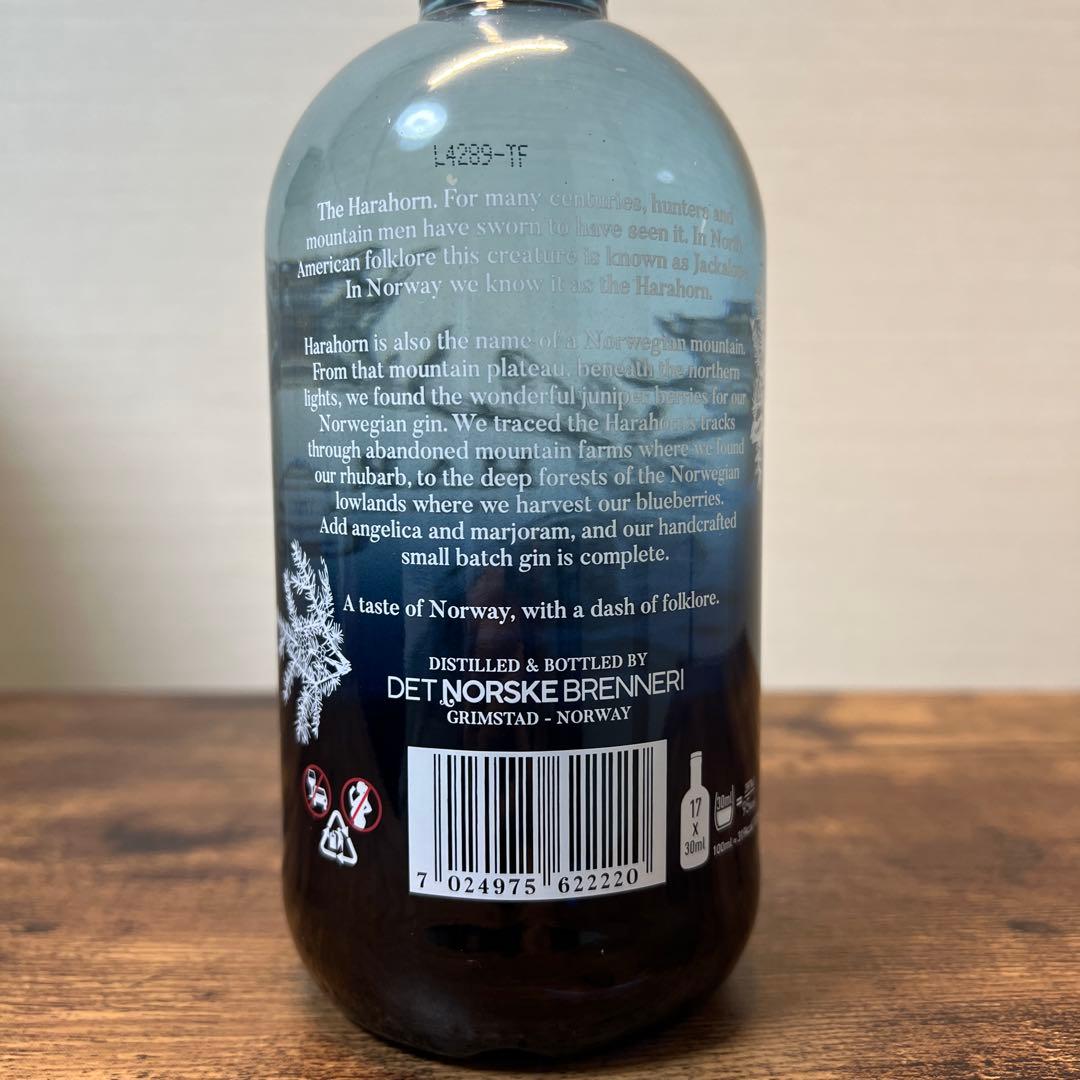 L4289-TF
The Harahorn. For many centuries, hunters and
mountain men have sworn to have seen it. In North
American folklore this creature is known as Jackalope.
In Norway we know it as the Harahorn.
Harahorn is also the name of a Norwegian mountain.
From that mountain plateau, beneath the northern
lights, we found the wonderful juniper berries for our
Norwegian gin. We traced the Harahorn's tracks
through abandoned mountain farms where we found
our rhubarb, to the deep forests of the Norwegian
lowlands where we harvest our blueberries.
Add angelica and marjoram, and our handcrafted
small batch gin is complete.
A taste of Norway, with a dash of folklore.
DISTILLED & BOTTLED BY
DET NORSKE BRENNERI
GRIMSTAD - NORWAY
17
X
30ml
30ml =
100ml =
7 024975 622220